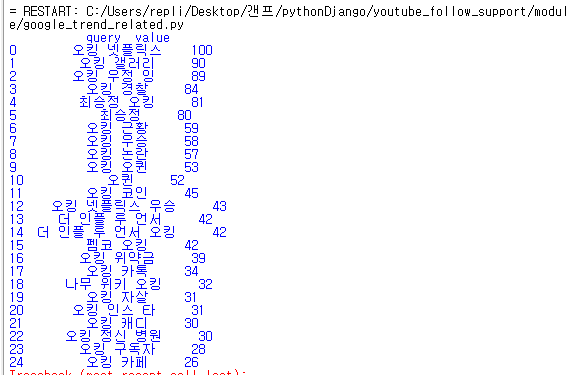 = RESTART: C:/Users/repli/Desktop/갠프/pythonDjango/youtube_follow_support/modul
e/google_trend_related.py
query value
0 오킹 넷플릭스 100
1 오킹 갤러리 90
2 오킹 우정 잉 89
3 오킹 경찰 84
4 최승정 오킹 81
5 최승정 80
6 오킹 근황 59
7 오킹 우승 58
8 오킹 논란 57
9 오킹 오퀸 53
10 오퀸 52
11 오킹 코인 45
12 오킹 넷플릭스 우승 43
13 더 인플 루 언서 42
14 더 인플 루 언서 오킹 42
15 펨코 오킹 42
16 오킹 위약금 39
17 오킹 카톡 34
18 나무 위키 오킹 32
19 오킹 자살 31
20 오킹 인스 타 31
21 오킹 캐디 30
22 오킹 정신 병원 30
23 오킹 구독자 28
24 오킹 카페 26
Traceback (most recent call last):